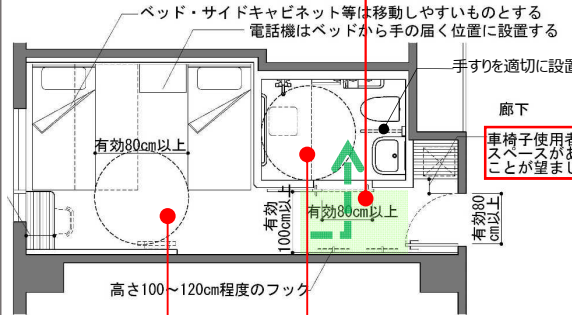 ベッド・サイドキャビネット等は移動しやすいものとする
電話機はベッドから手の届く位置に設置する
手すりを適切に設置
廊下
車椅子使用者
スペースがあ
ことが望まし
有効80cm以上
有効
100cm以上
有効80cm以上
有効80
cm以上
高さ100~120cm程度のフック